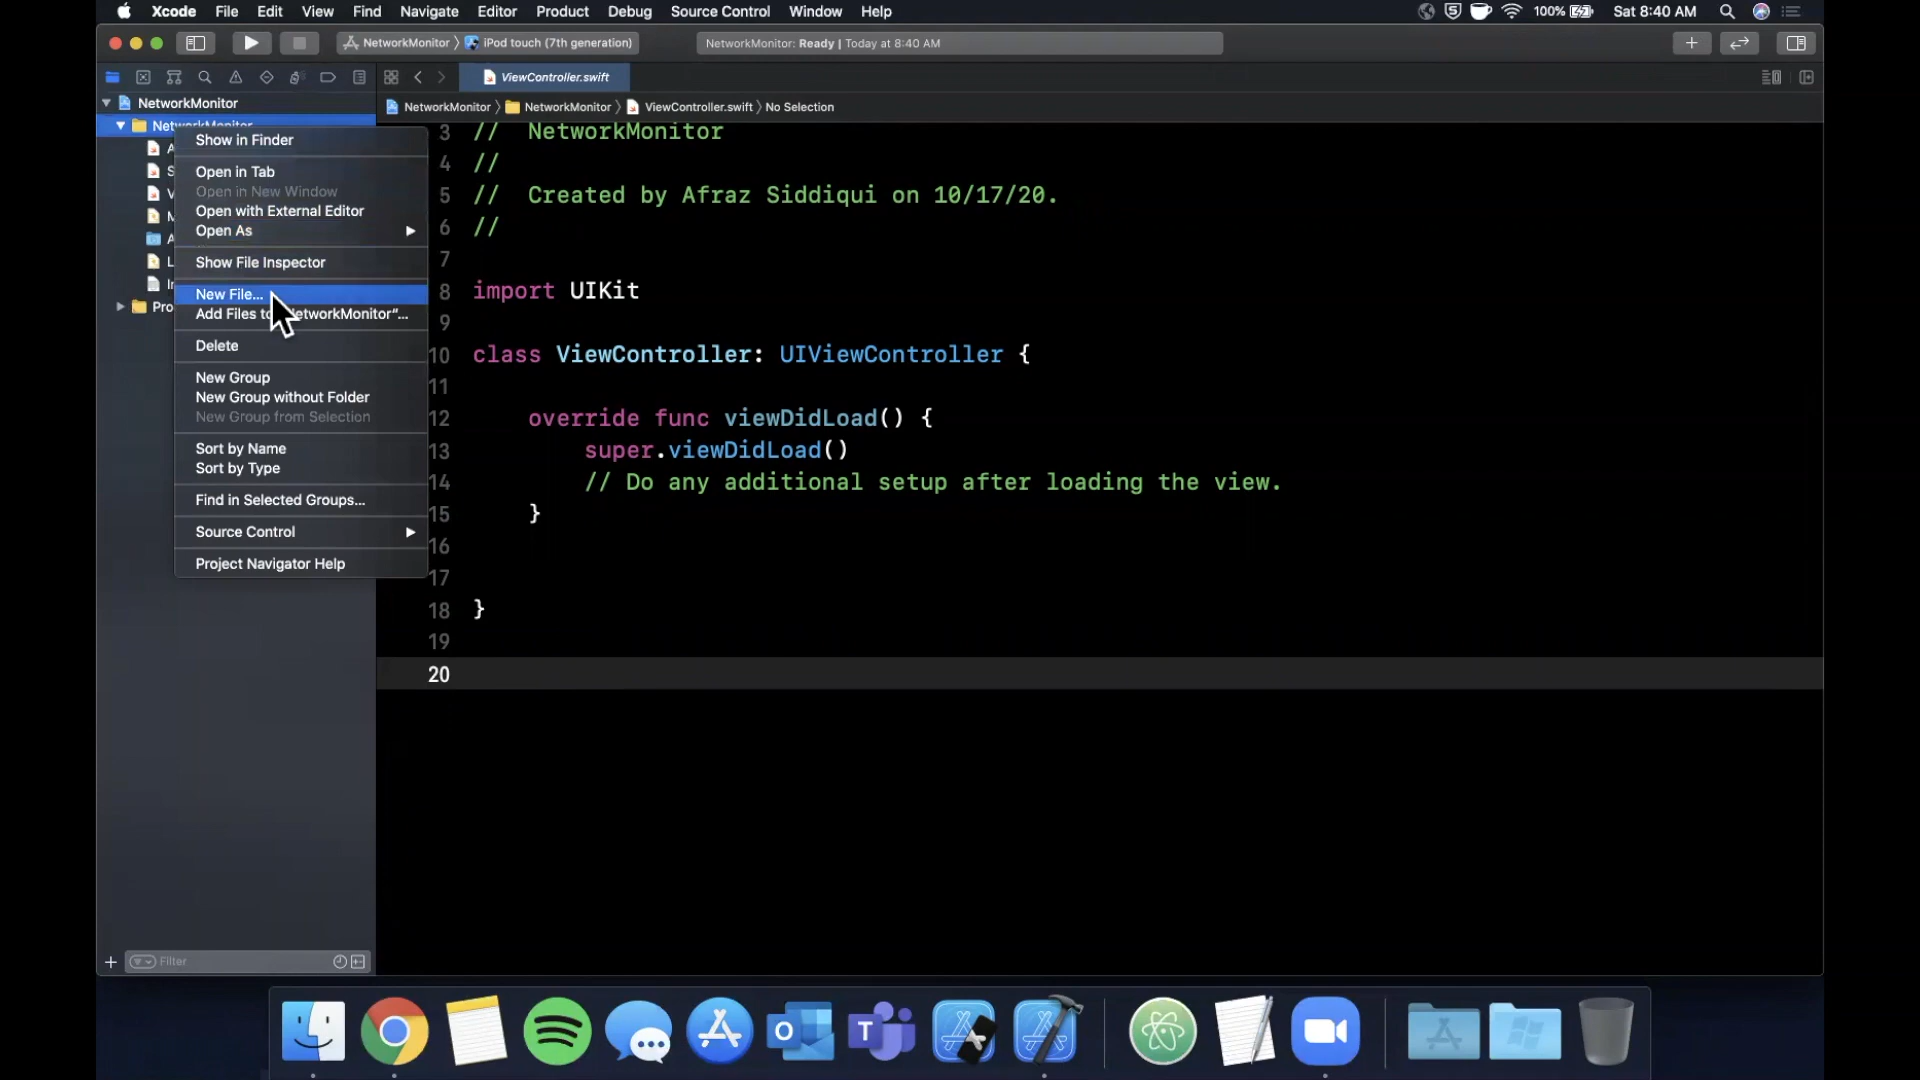 Xcode File Edit View Find Navigate Editor Product Debug Source Control Window Help 100% Sat 8:40 AM
NetworkMonitor iPod touch (7th generation) NetworkMonitor: Ready | Today at 8:40 AM
ViewController.swift
NetworkMonitor NetworkMonitor ViewController.swift No Selection
NetworkMonitor
NetworkMonitor
A
S
V
M
A
L
In
Pro
Show in Finder
Open in Tab
Open in New Window
Open with External Editor
Open As
Show File Inspector
New File...
Add Files to "NetworkMonitor"...
Delete
New Group
New Group without Folder
New Group from Selection
Sort by Name
Sort by Type
Find in Selected Groups...
Source Control
Project Navigator Help
3 // NetworkMonitor
4 //
5 // Created by Afraz Siddiqui on 10/17/20.
6 //
7
8 import UIKit
9
10 class ViewController: UIViewController {
11
12 override func viewDidLoad() {
13 super.viewDidLoad()
14 // Do any additional setup after loading the view.
15 }
16
17
18 }
19
20
Filter